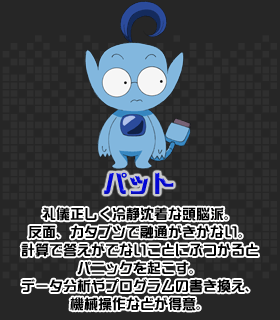 パット
礼儀正しく冷静沈着な頭脳派。
反面、カタブツで融通がきかない。
計算で答えがでないことにぶつかると
パニックを起こす。
データ分析やプログラムの書き換え、
機械操作などが得意。